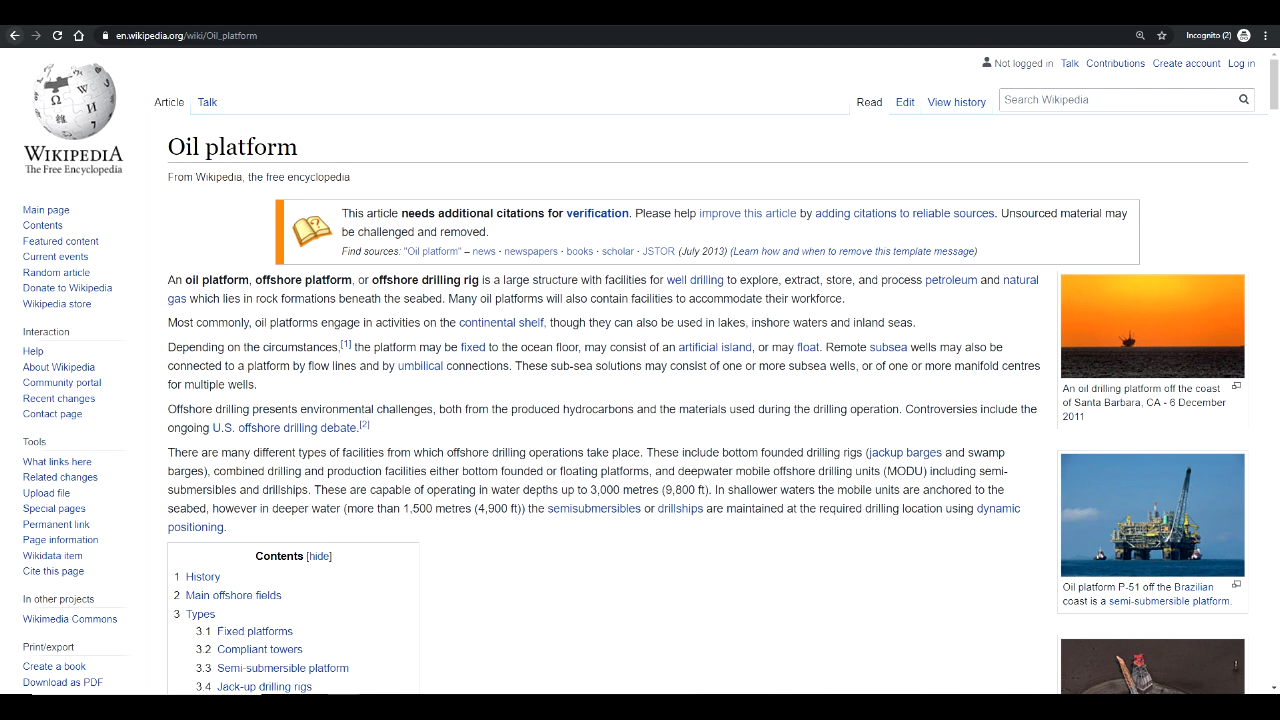 en.wikipedia.org/wiki/Oil_platform
Incognito (2)
Not logged in Talk Contributions Create account Log in
Article Talk
Read Edit View history
Search Wikipedia
WIKIPEDIA
The Free Encyclopedia
Main page
Contents
Featured content
Current events
Random article
Donate to Wikipedia
Wikipedia store
Interaction
Help
About Wikipedia
Community portal
Recent changes
Contact page
Tools
What links here
Related changes
Upload file
Special pages
Permanent link
Page information
Wikidata item
Cite this page
In other projects
Wikimedia Commons
Print/export
Create a book
Download as PDF
Oil platform
From Wikipedia, the free encyclopedia
This article needs additional citations for verification. Please help improve this article by adding citations to reliable sources. Unsourced material may
be challenged and removed.
Find sources: "Oil platform" – news · newspapers · books · scholar · JSTOR (July 2013) (Learn how and when to remove this template message)
An oil platform, offshore platform, or offshore drilling rig is a large structure with facilities for well drilling to explore, extract, store, and process petroleum and natural
gas which lies in rock formations beneath the seabed. Many oil platforms will also contain facilities to accommodate their workforce.
Most commonly, oil platforms engage in activities on the continental shelf, though they can also be used in lakes, inshore waters and inland seas.
Depending on the circumstances,[1] the platform may be fixed to the ocean floor, may consist of an artificial island, or may float. Remote subsea wells may also be
connected to a platform by flow lines and by umbilical connections. These sub-sea solutions may consist of one or more subsea wells, or of one or more manifold centres
for multiple wells.
Offshore drilling presents environmental challenges, both from the produced hydrocarbons and the materials used during the drilling operation. Controversies include the
ongoing U.S. offshore drilling debate.[2]
There are many different types of facilities from which offshore drilling operations take place. These include bottom founded drilling rigs (jackup barges and swamp
barges), combined drilling and production facilities either bottom founded or floating platforms, and deepwater mobile offshore drilling units (MODU) including semi-
submersibles and drillships. These are capable of operating in water depths up to 3,000 metres (9,800 ft). In shallower waters the mobile units are anchored to the
seabed, however in deeper water (more than 1,500 metres (4,900 ft)) the semisubmersibles or drillships are maintained at the required drilling location using dynamic
positioning.
Contents [hide]
1 History
2 Main offshore fields
3 Types
3.1 Fixed platforms
3.2 Compliant towers
3.3 Semi-submersible platform
3.4 Jack-up drilling rigs
An oil drilling platform off the coast
of Santa Barbara, CA - 6 December
2011
Oil platform P-51 off the Brazilian
coast is a semi-submersible platform.